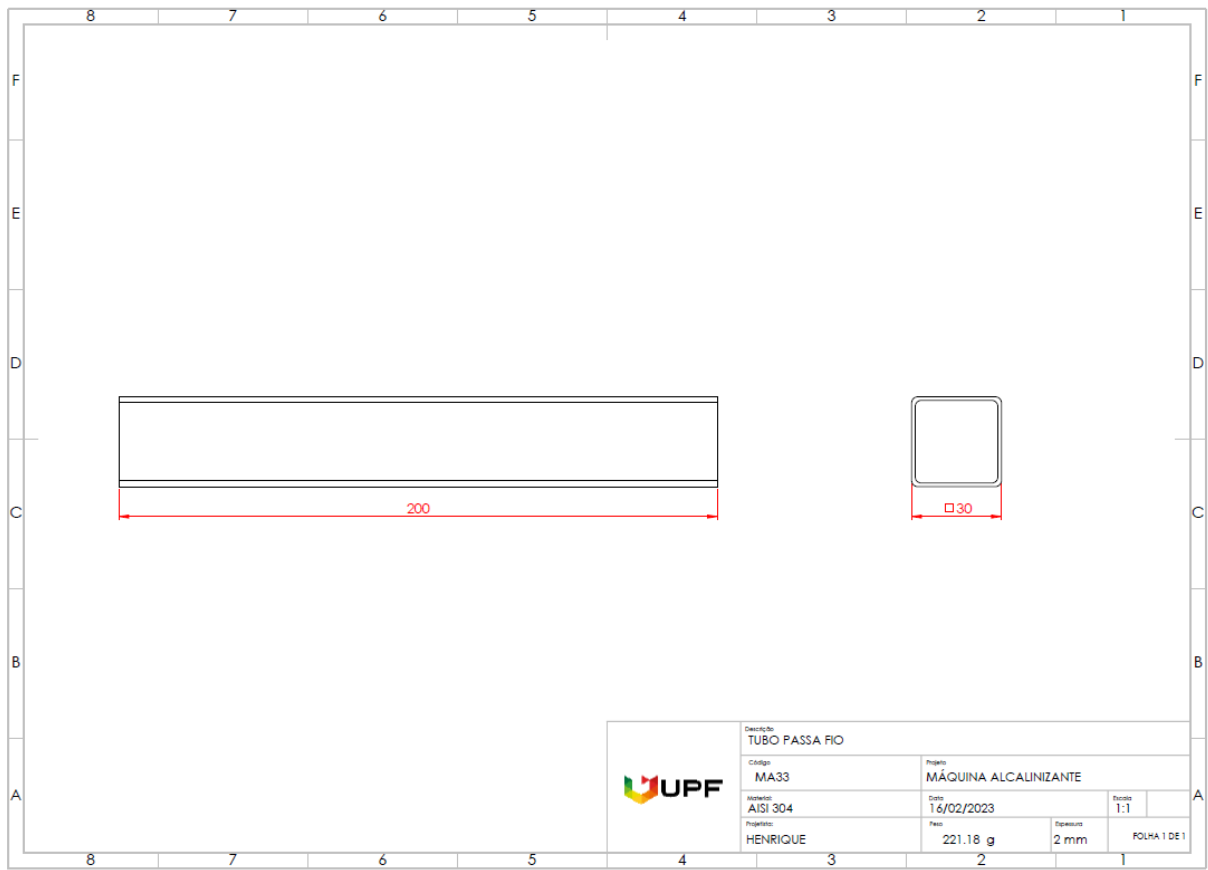 8 7 6 5 4 3 2 1
F F
E E
D D
200
□30
C C
B B
Descrição
TUBO PASSA FIO
Código
MA33
Projeto
MÁQUINA ALCALINIZANTE
UPF
A A
Material:
AISI 304
Data
16/02/2023
Escala
1:1
Projetista:
HENRIQUE
Peso
221.18 g
Espessura
2 mm
FOLHA 1 DE 1
8 7 6 5 4 3 2 1